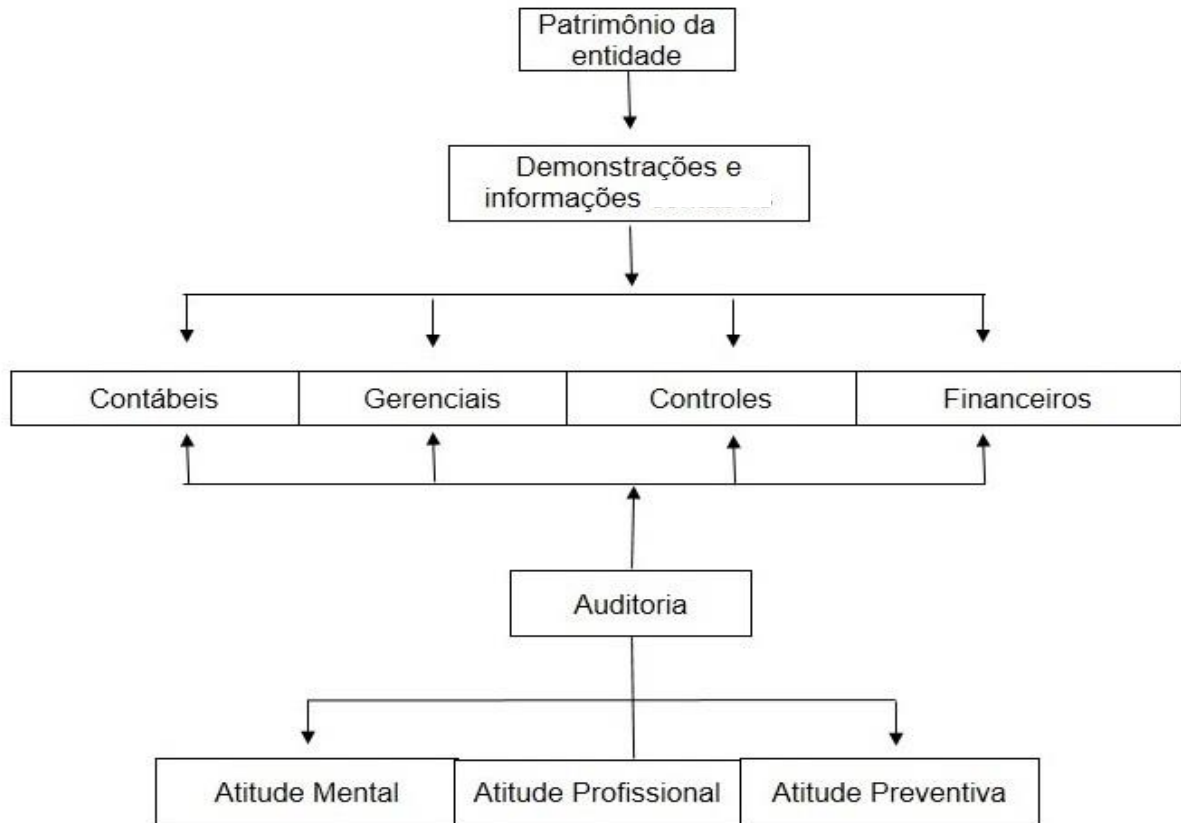 Patrimônio da
entidade
Demonstrações e
informações
Contábeis
Gerenciais
Controles
Financeiros
Auditoria
Atitude Mental
Atitude Profissional
Atitude Preventiva